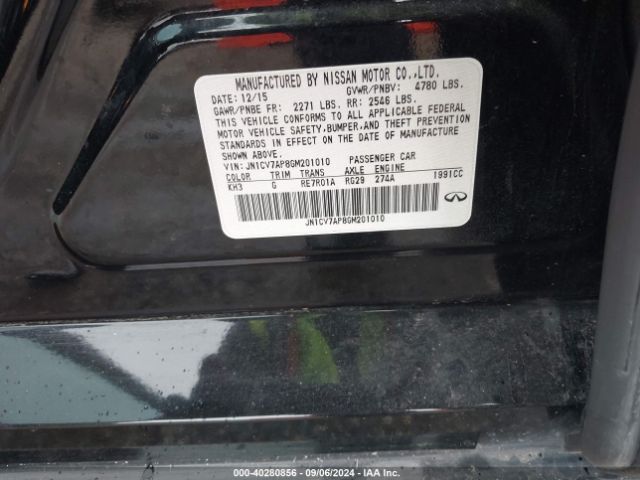 MANUFACTURED BY NISSAN MOTOR CO.,LTD.
DATE: 12/15 GVWR/PNBV: 4780 LBS.
GAWR/PNBE FR: 2271 LBS. RR: 2546 LBS.
THIS VEHICLE CONFORMS TO ALL APPLICABLE FEDERAL
MOTOR VEHICLE SAFETY, BUMPER, AND THEFT PREVENTION
STANDARDS IN EFFECT ON THE DATE OF MANUFACTURE
SHOWN ABOVE.
VIN: JN1CV7AP8GM201010 PASSENGER CAR
COLOR TRIM TRANS AXLE ENGINE
KH3 G RE7R01A RG29 274A 1991CC
JN1CV7AP8GM201010
000-40280856 - 09/06/2024 - IAA Inc.